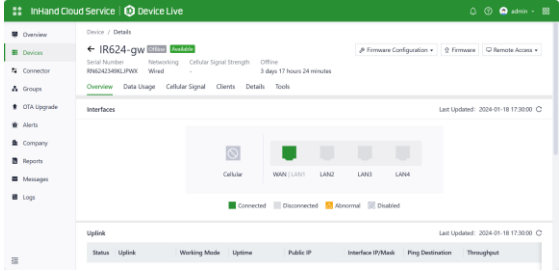 InHand Cloud Service | Device Live
admin
Overview
Devices
Connector
Groups
OTA Upgrade
Alerts
Company
Reports
Messages
Logs
Device / Details
← IR624-gw Offline Available
Firmware Configuration
Firmware
Remote Access
Serial Number Networking Cellular Signal Strength Offline
Wired - 3 days 17 hours 24 minutes
Overview Data Usage Cellular Signal Clients Details Tools
Interfaces Last Updated: 2024-01-18 17:30:00
Cellular WAN | LAN1 LAN2 LAN3 LAN4
Connected Disconnected Abnormal Disabled
Uplink Last Updated: 2024-01-18 17:30:00
Status Uplink Working Mode Uptime Public IP Interface IP/Mask Ping Destination Throughput